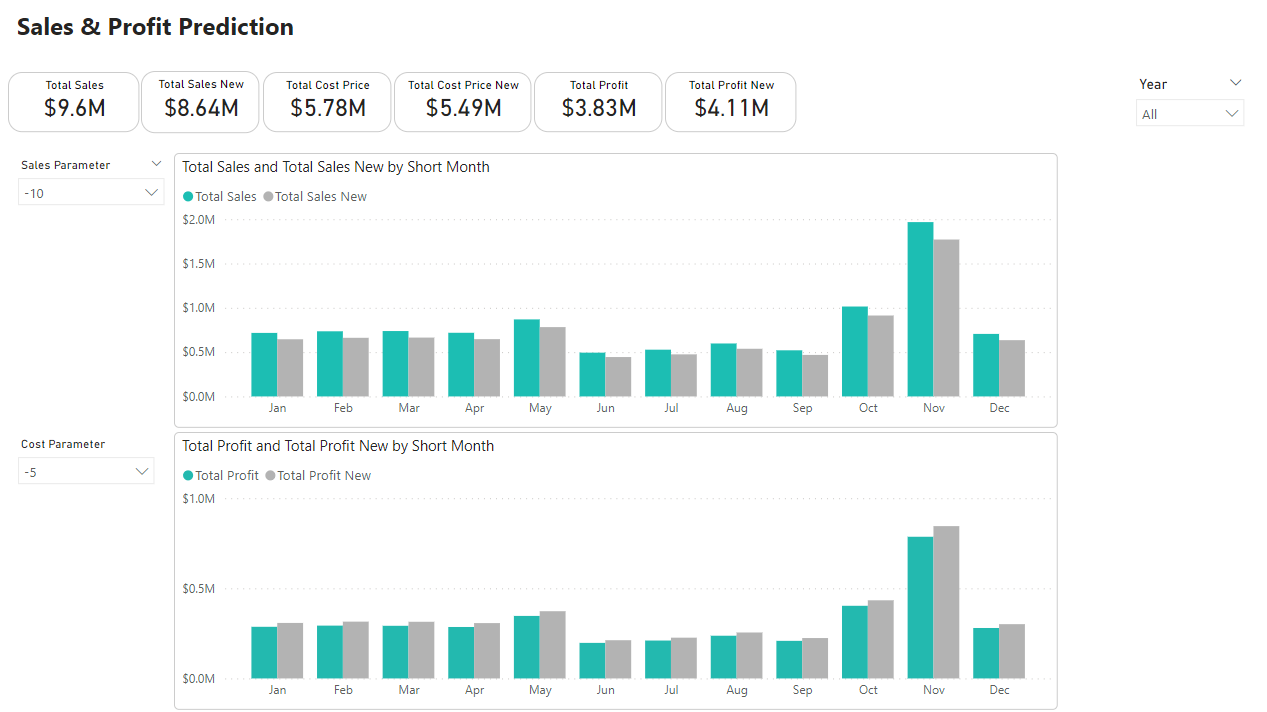 Sales & Profit Prediction
Total Sales
$9.6M
Total Sales New
$8.64M
Total Cost Price
$5.78M
Total Cost Price New
$5.49M
Total Profit
$3.83M
Total Profit New
$4.11M
Year
All
Sales Parameter
-10
Total Sales and Total Sales New by Short Month
Total Sales Total Sales New
$2.0M
$1.5M
$1.0M
$0.5M
$0.0M
Jan Feb Mar Apr May Jun Jul Aug Sep Oct Nov Dec
Cost Parameter
-5
Total Profit and Total Profit New by Short Month
Total Profit Total Profit New
$1.0M
$0.5M
$0.0M
Jan Feb Mar Apr May Jun Jul Aug Sep Oct Nov Dec